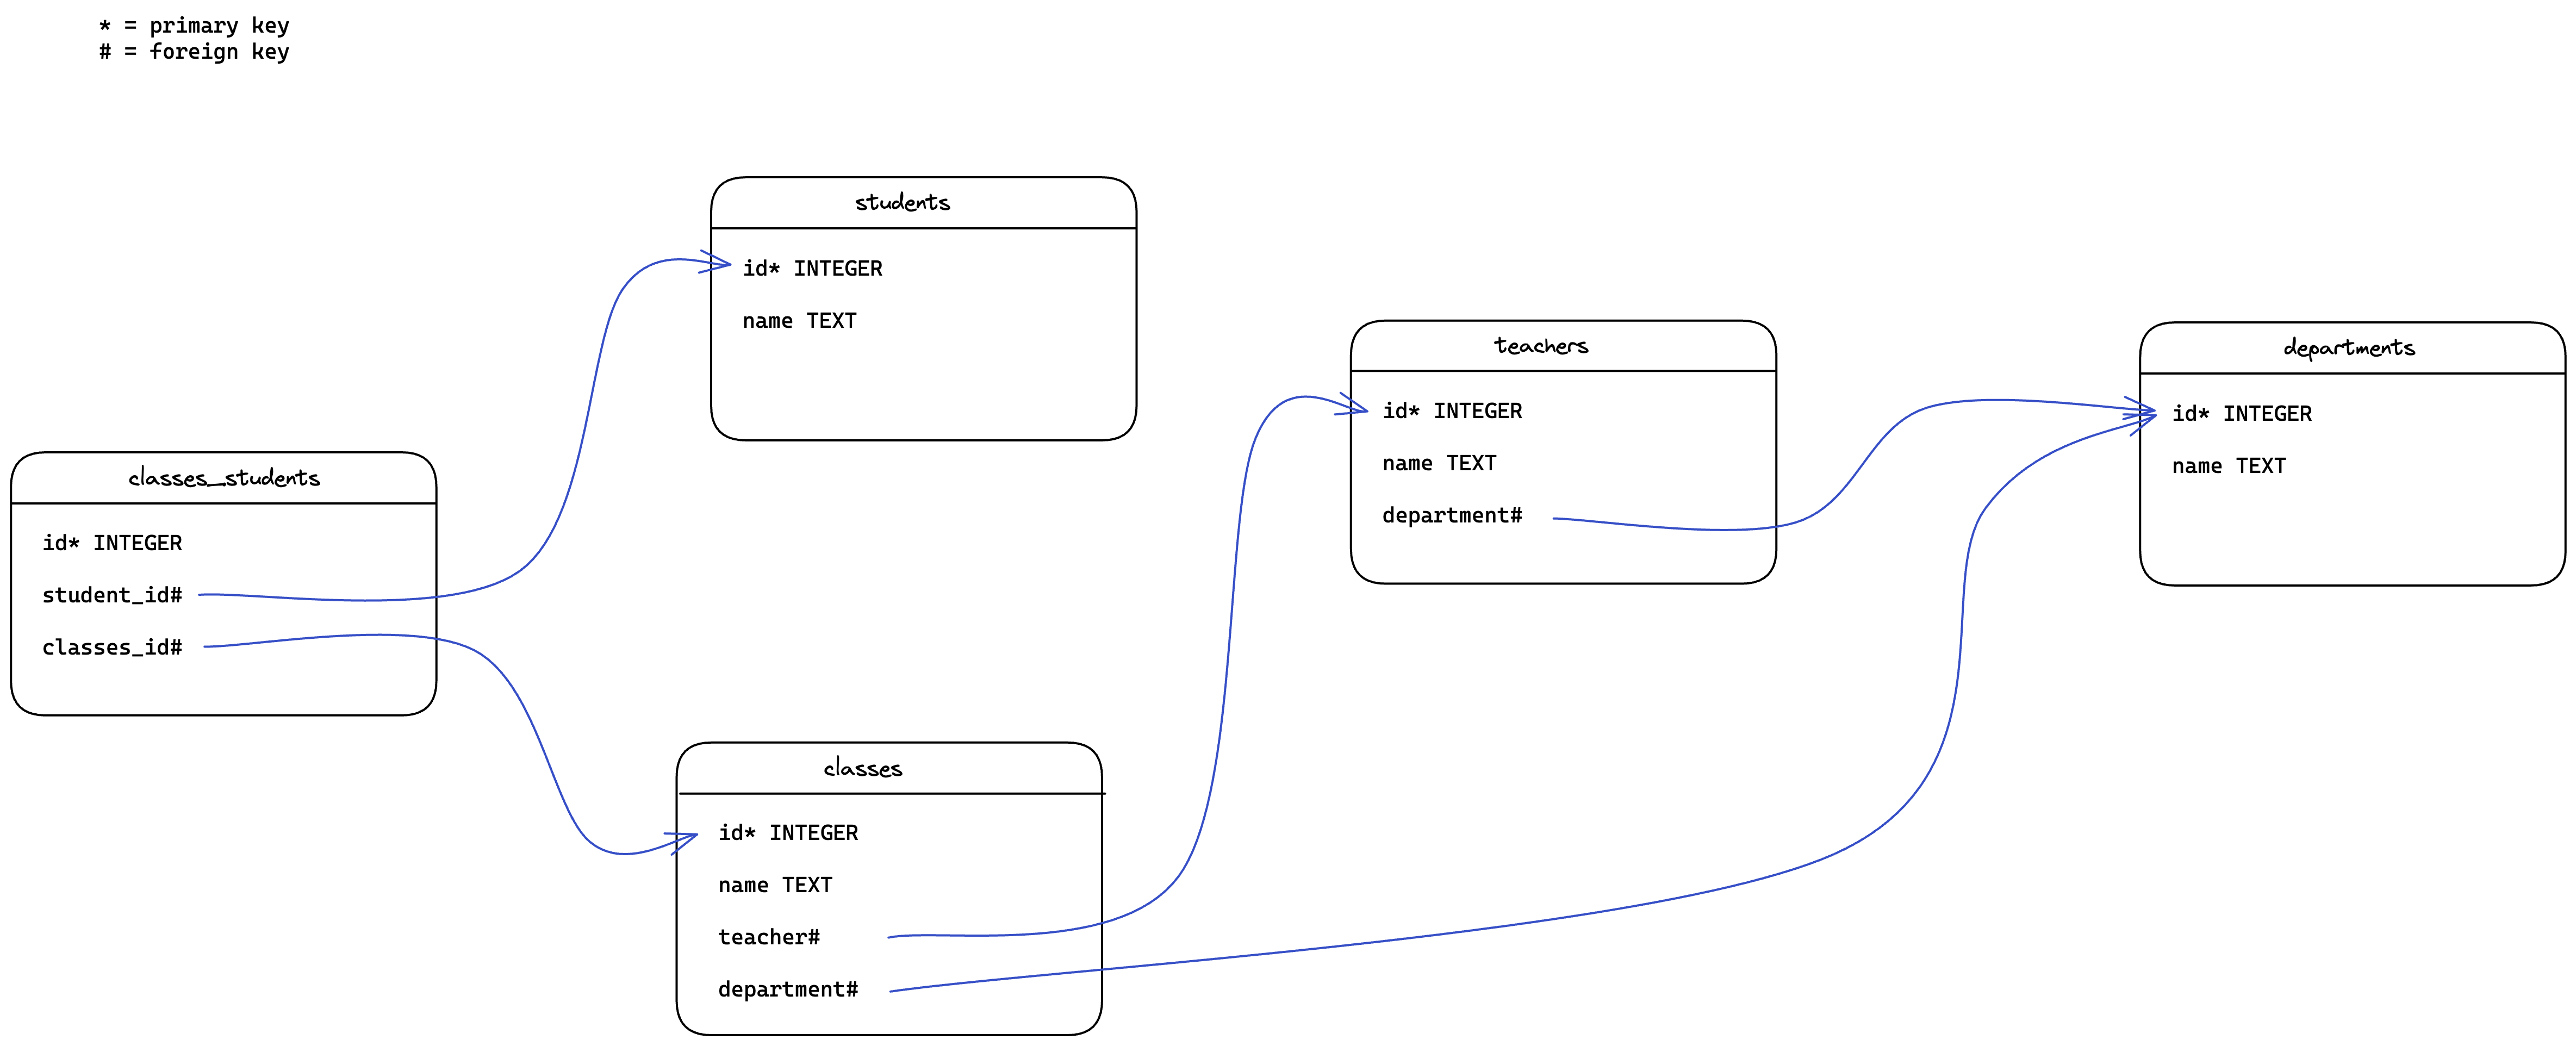 * = primary key
# = foreign key
students
id* INTEGER
name TEXT
teachers
id* INTEGER
name TEXT
department#
departments
id* INTEGER
name TEXT
classes_students
id* INTEGER
student_id#
classes_id#
classes
id* INTEGER
name TEXT
teacher#
department#